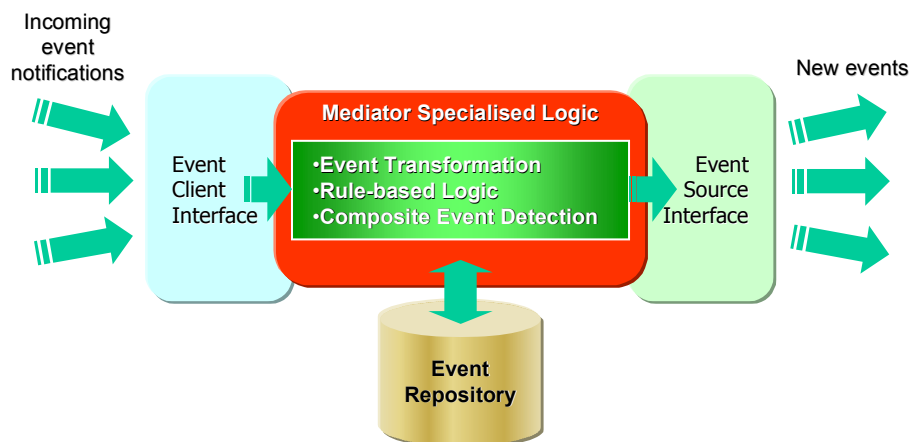 Incoming
event
notifications
Event
Client
Interface
Mediator Specialised Logic
•Event Transformation
•Rule-based Logic
•Composite Event Detection
Event
Source
Interface
New events
Event
Repository